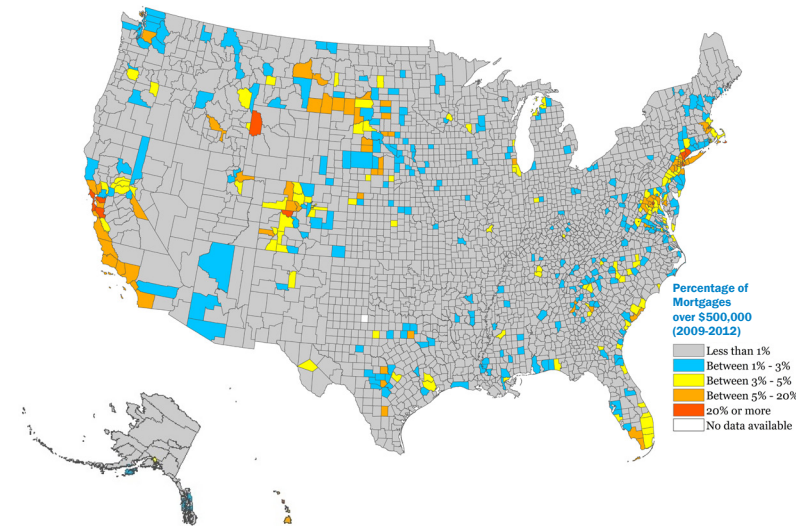 Percentage of
Mortgages
over $500,000
(2009-2012)
Less than 1%
Between 1% - 3%
Between 3% - 5%
Between 5% - 20%
20% or more
No data available